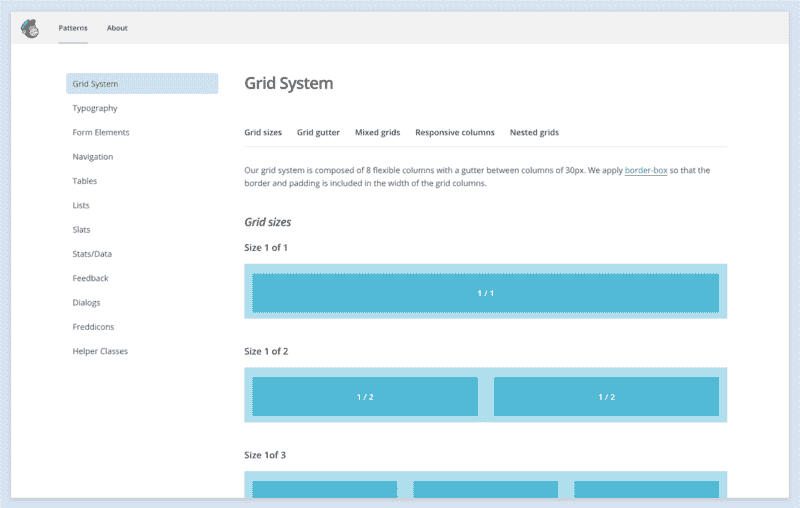 Patterns About
Grid System
Typography
Form Elements
Navigation
Tables
Lists
Slats
Stats/Data
Feedback
Dialogs
Freddicons
Helper Classes
Grid System
Grid sizes Grid gutter Mixed grids Responsive columns Nested grids
Our grid system is composed of 8 flexible columns with a gutter between columns of 30px. We apply border-box so that the
border and padding is included in the width of the grid columns.
Grid sizes
Size 1 of 1
1 / 1
Size 1 of 2
1 / 2 1 / 2
Size 1of 3